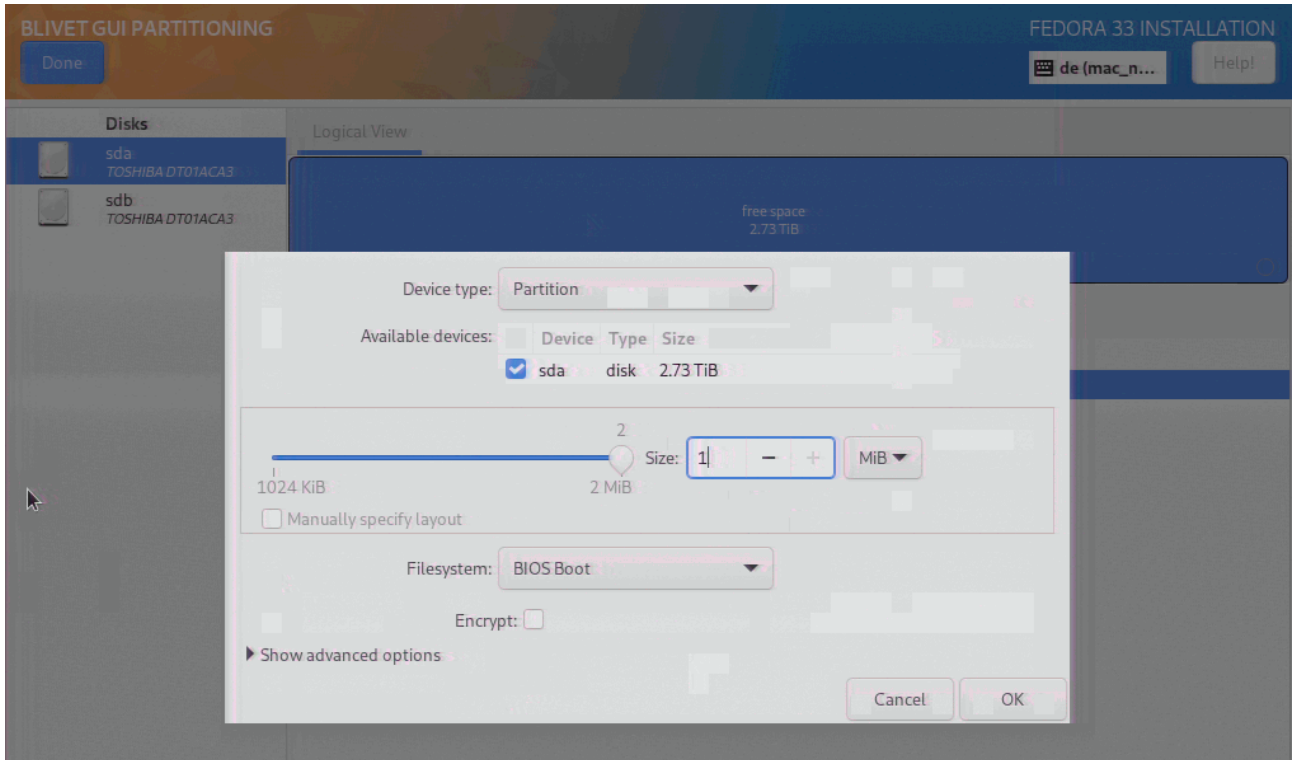 BLIVET GUI PARTITIONING
FEDORA 33 INSTALLATION
Done
de (mac_n...
Help!
Disks
sda
TOSHIBA DT01ACA3
sdb
TOSHIBA DT01ACA3
Logical View
free space
2.73 TiB
Device type: Partition
Available devices:
Device Type Size
sda disk 2.73 TiB
2
Size: 1 MiB
1024 KiB 2 MiB
Manually specify layout
Filesystem: BIOS Boot
Encrypt:
Show advanced options
Cancel OK